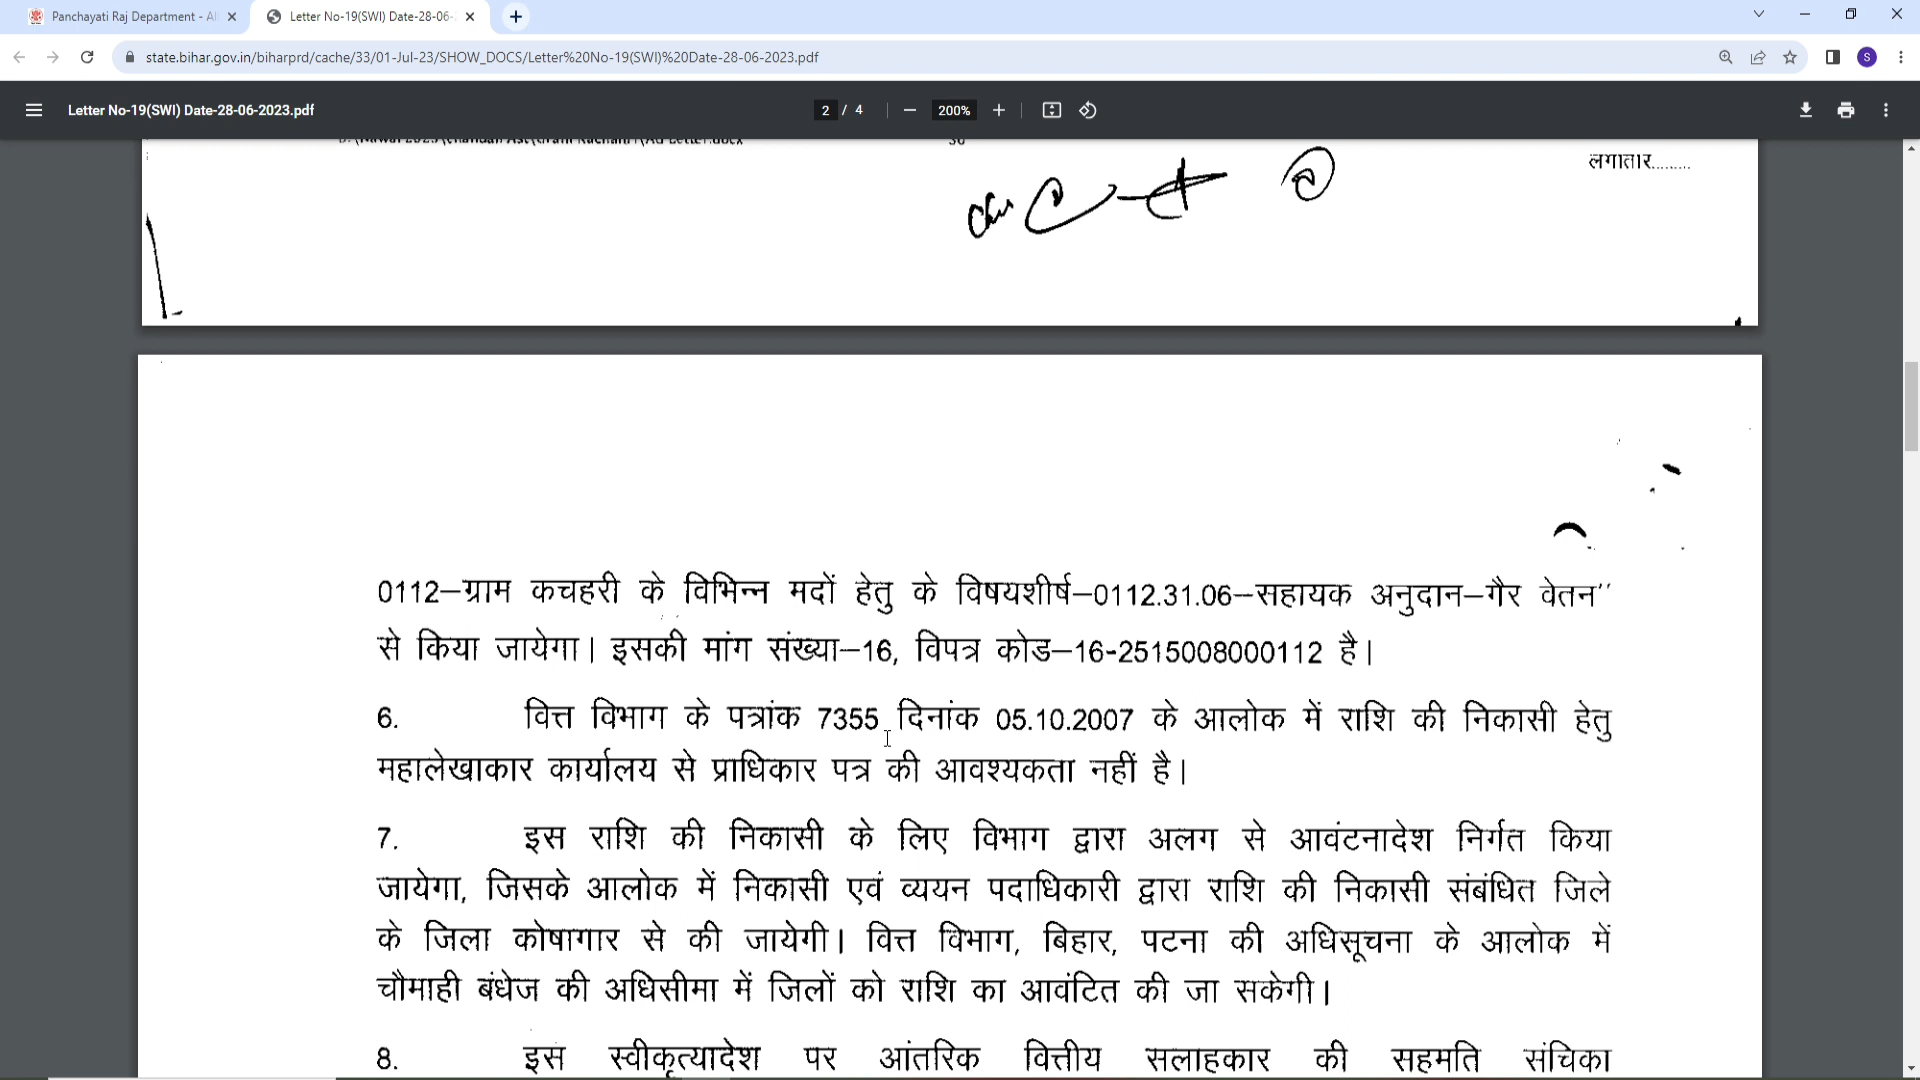 Panchayati Raj Department - Al
Letter No-19(SWI) Date-28-06-
state.bihar.gov.in/biharprd/cache/33/01-Jul-23/SHOW_DOCS/Letter%20No-19(SWI)%20Date-28-06-2023.pdf
S
Letter No-19(SWI) Date-28-06-2023.pdf
2 / 4
200%
लगातार........
0112–ग्राम कचहरी के विभिन्न मदों हेतु के विषयशीर्ष–0112.31.06–सहायक अनुदान–गैर वेतन''
से किया जायेगा। इसकी मांग संख्या–16, विपत्र कोड–16-2515008000112 है।
6. वित्त विभाग के पत्रांक 7355 दिनांक 05.10.2007 के आलोक में राशि की निकासी हेतु
महालेखाकार कार्यालय से प्राधिकार पत्र की आवश्यकता नहीं है।
7. इस राशि की निकासी के लिए विभाग द्वारा अलग से आवंटनादेश निर्गत किया
जायेगा, जिसके आलोक में निकासी एवं व्ययन पदाधिकारी द्वारा राशि की निकासी संबंधित जिले
के जिला कोषागार से की जायेगी। वित्त विभाग, बिहार, पटना की अधिसूचना के आलोक में
चौमाही बंधेज की अधिसीमा में जिलों को राशि का आवंटित की जा सकेगी।
8. इस स्वीकृत्यादेश पर आंतरिक वित्तीय सलाहकार की सहमति संचिका